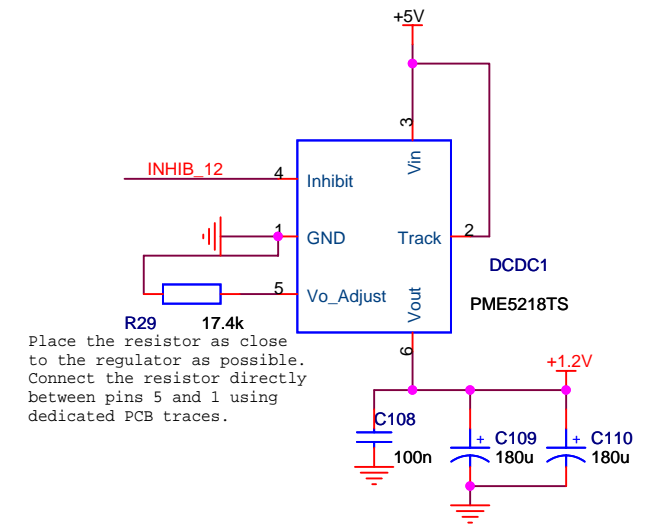 +5V
3
Vin
INHIB_12
4
Inhibit
1
GND
Track
2
DCDC1
5
Vo_Adjust
Vout
PME5218TS
R29 17.4k
6
Place the resistor as close
to the regulator as possible.
Connect the resistor directly
between pins 5 and 1 using
dedicated PCB traces.
+1.2V
C108
100n
+ C109
180u
+ C110
180u